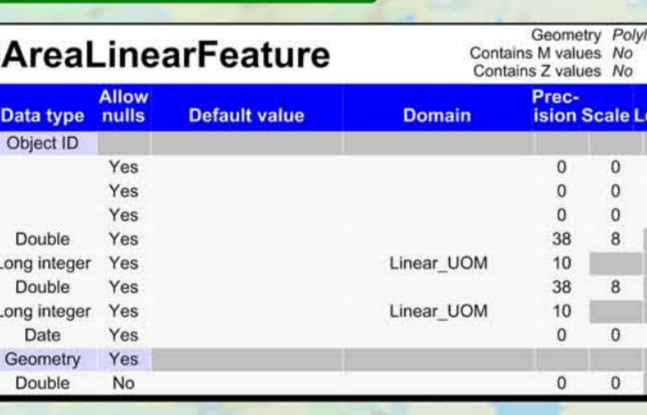 AreaLinearFeature
Geometry Polyl
Contains M values No
Contains Z values No
Data type Allow nulls Default value Domain Prec-ision Scale Le
Object ID
Yes 0 0
Yes 0 0
Yes 0 0
Double Yes 38 8
Long integer Yes Linear_UOM 10
Double Yes 38 8
Long integer Yes Linear_UOM 10
Date Yes 0 0
Geometry Yes
Double No 0 0